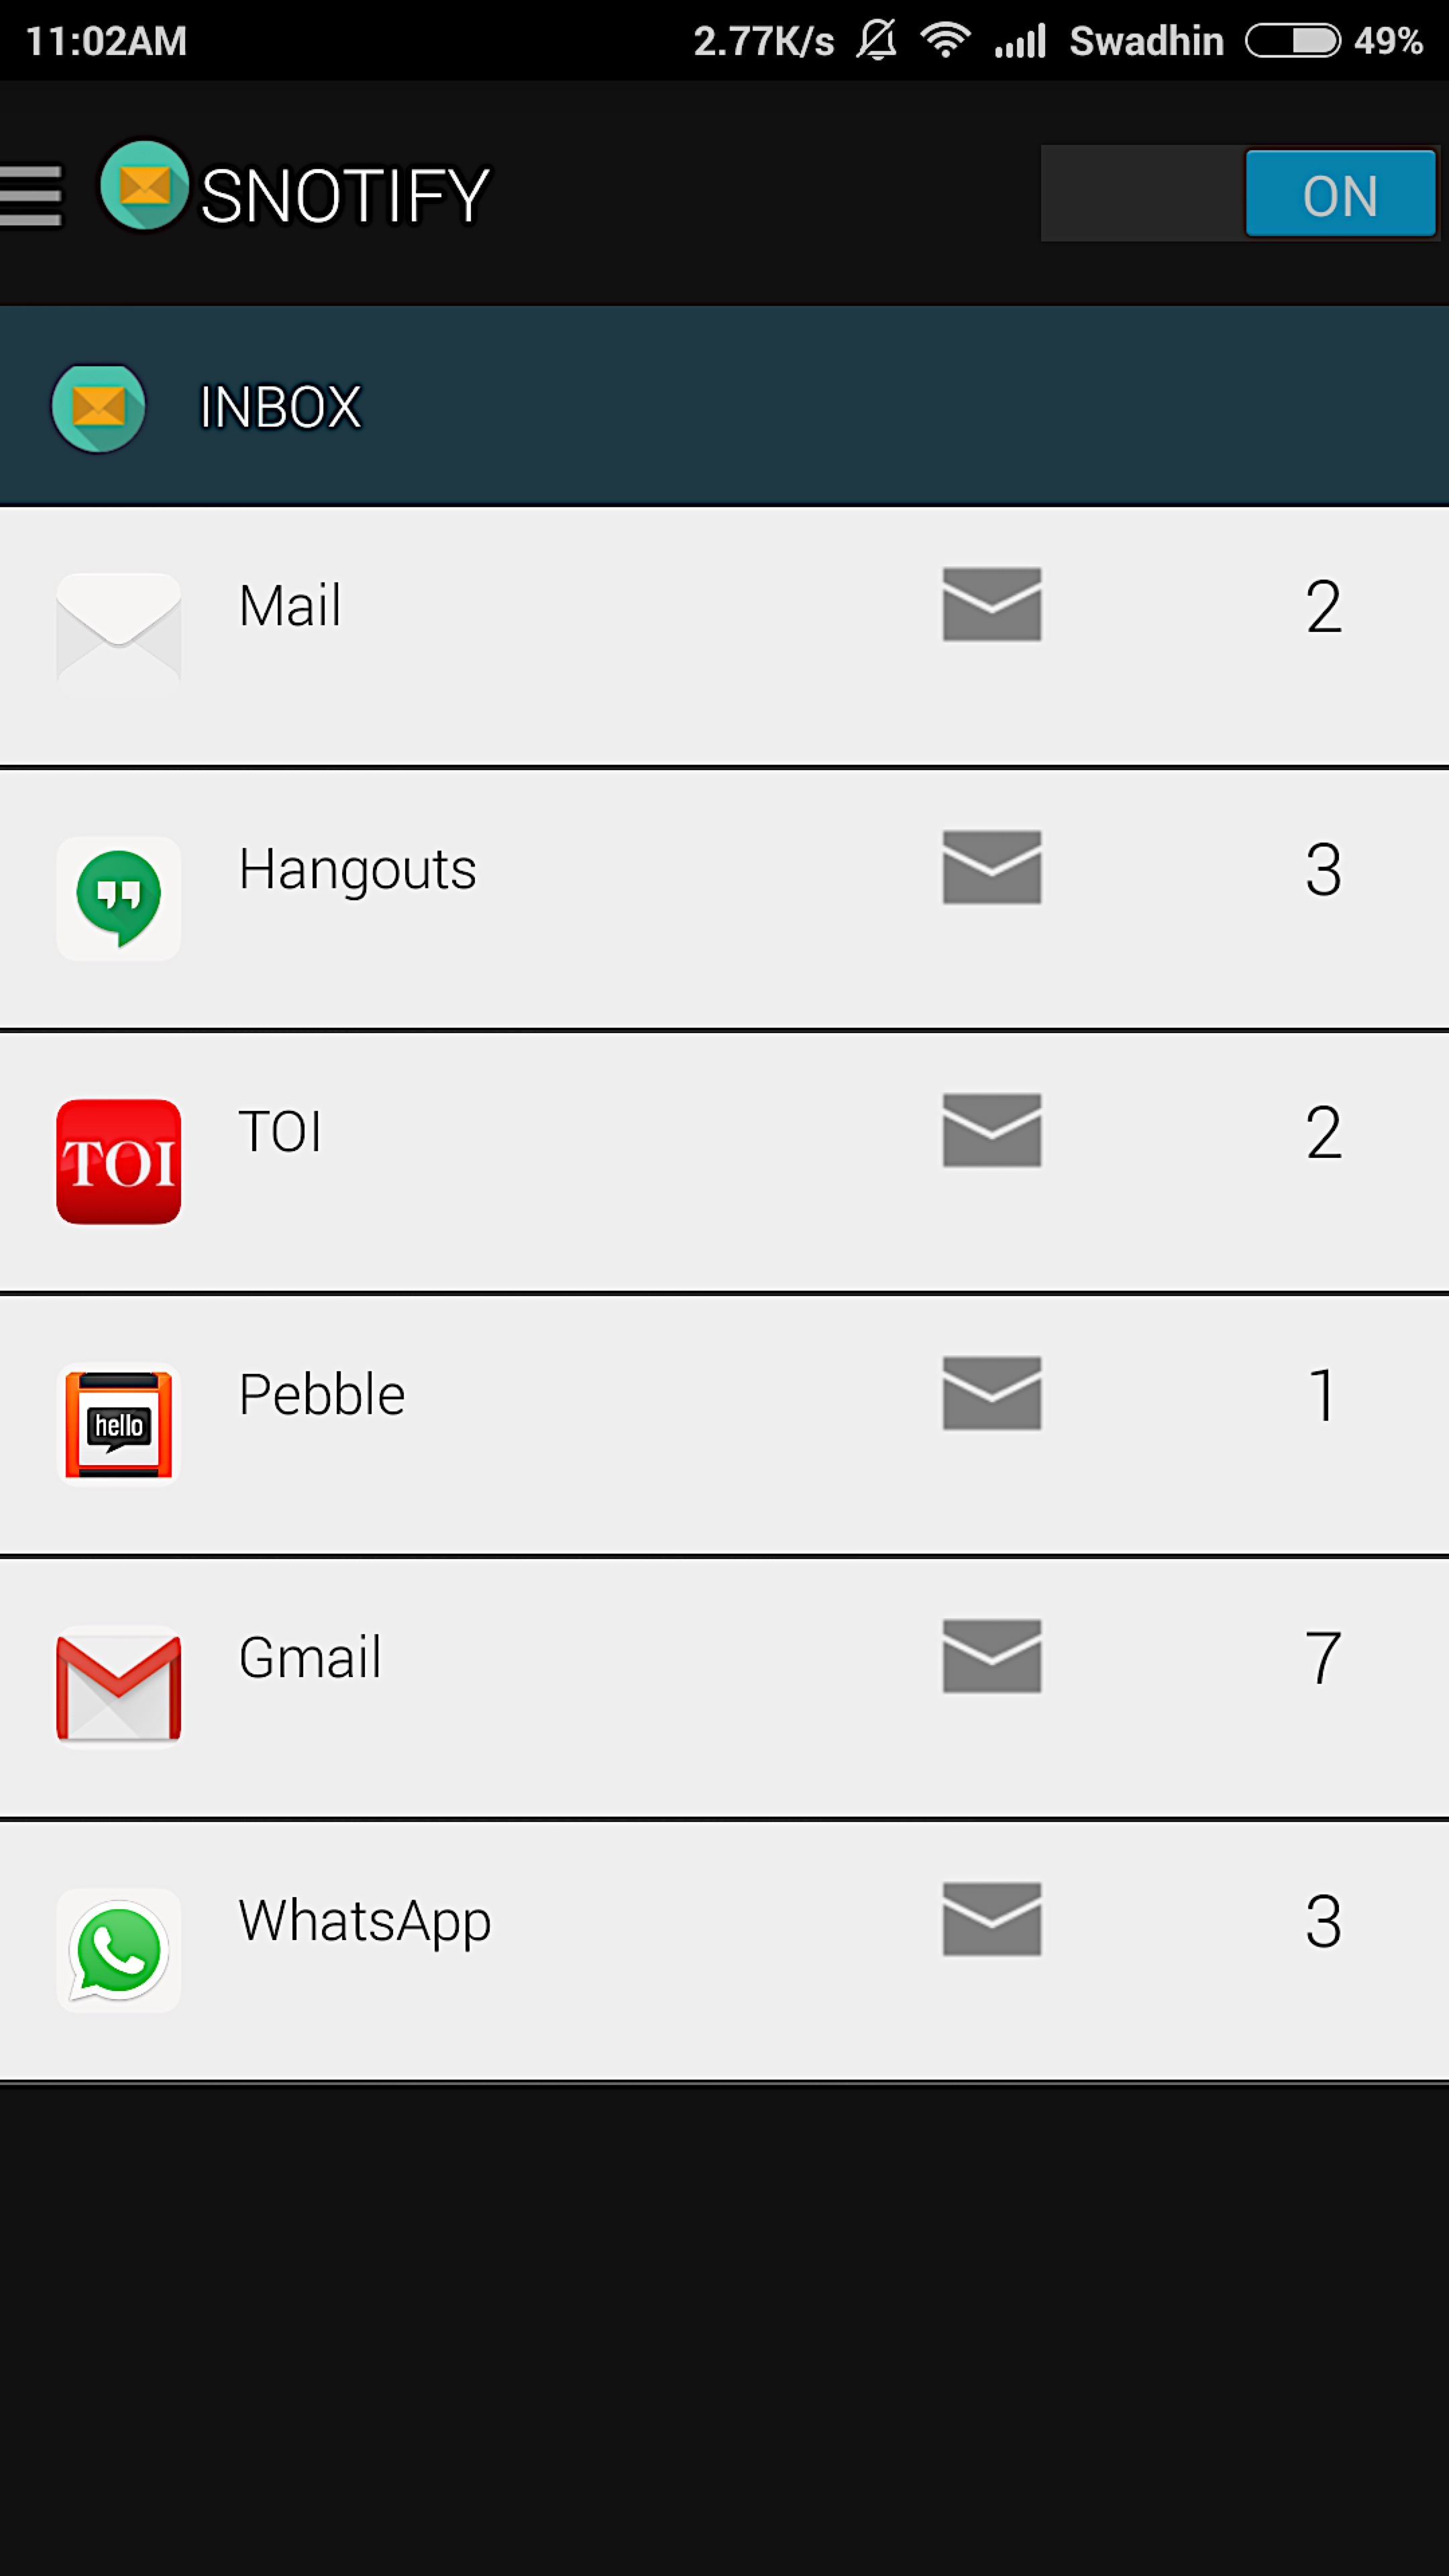 11:02AM 2.77K/s Swadhin 49%
SNOTIFY ON
INBOX
Mail 2
Hangouts 3
TOI TOI 2
hello Pebble 1
Gmail 7
WhatsApp 3